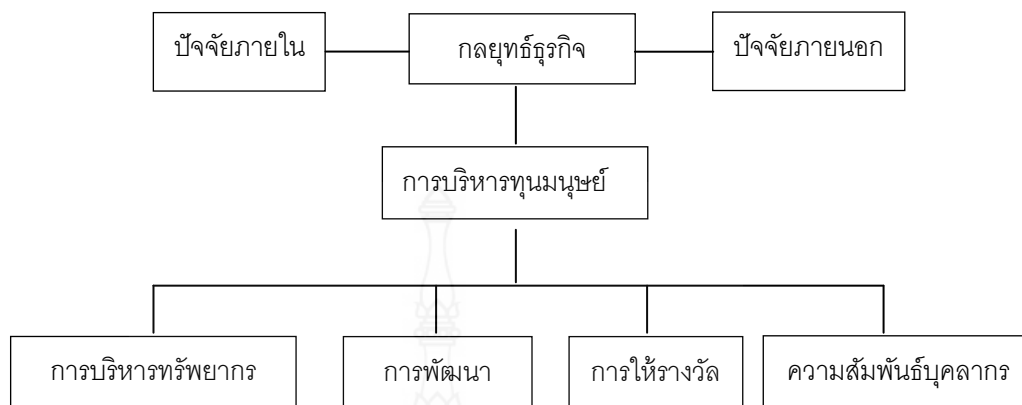 ปัจจัยภายใน กลยุทธ์ธุรกิจ ปัจจัยภายนอก
การบริหารทุนมนุษย์
การบริหารทรัพยากร การพัฒนา การให้รางวัล ความสัมพันธ์บุคลากร